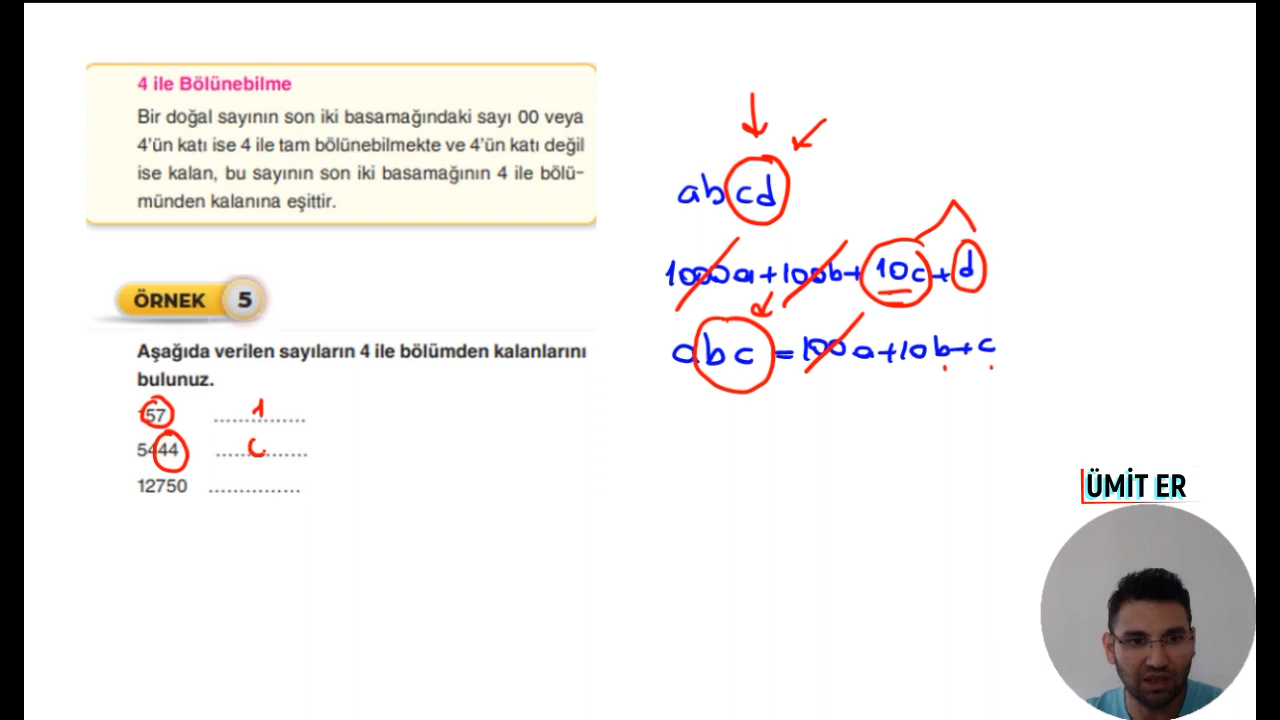 4 ile Bölünebilme
Bir doğal sayının son iki basamağındaki sayı 00 veya
4'ün katı ise 4 ile tam bölünebilmekte ve 4'ün katı değil
ise kalan, bu sayının son iki basamağının 4 ile bölü-
münden kalanına eşittir.
ÖRNEK 5
Aşağıda verilen sayıların 4 ile bölümden kalanlarını
bulunuz.
157 ............... 1
5444 ...............
12750 ...............
abcd
1000a+100b+10c+d
abc=100a+10b+c
ÜMİT ER